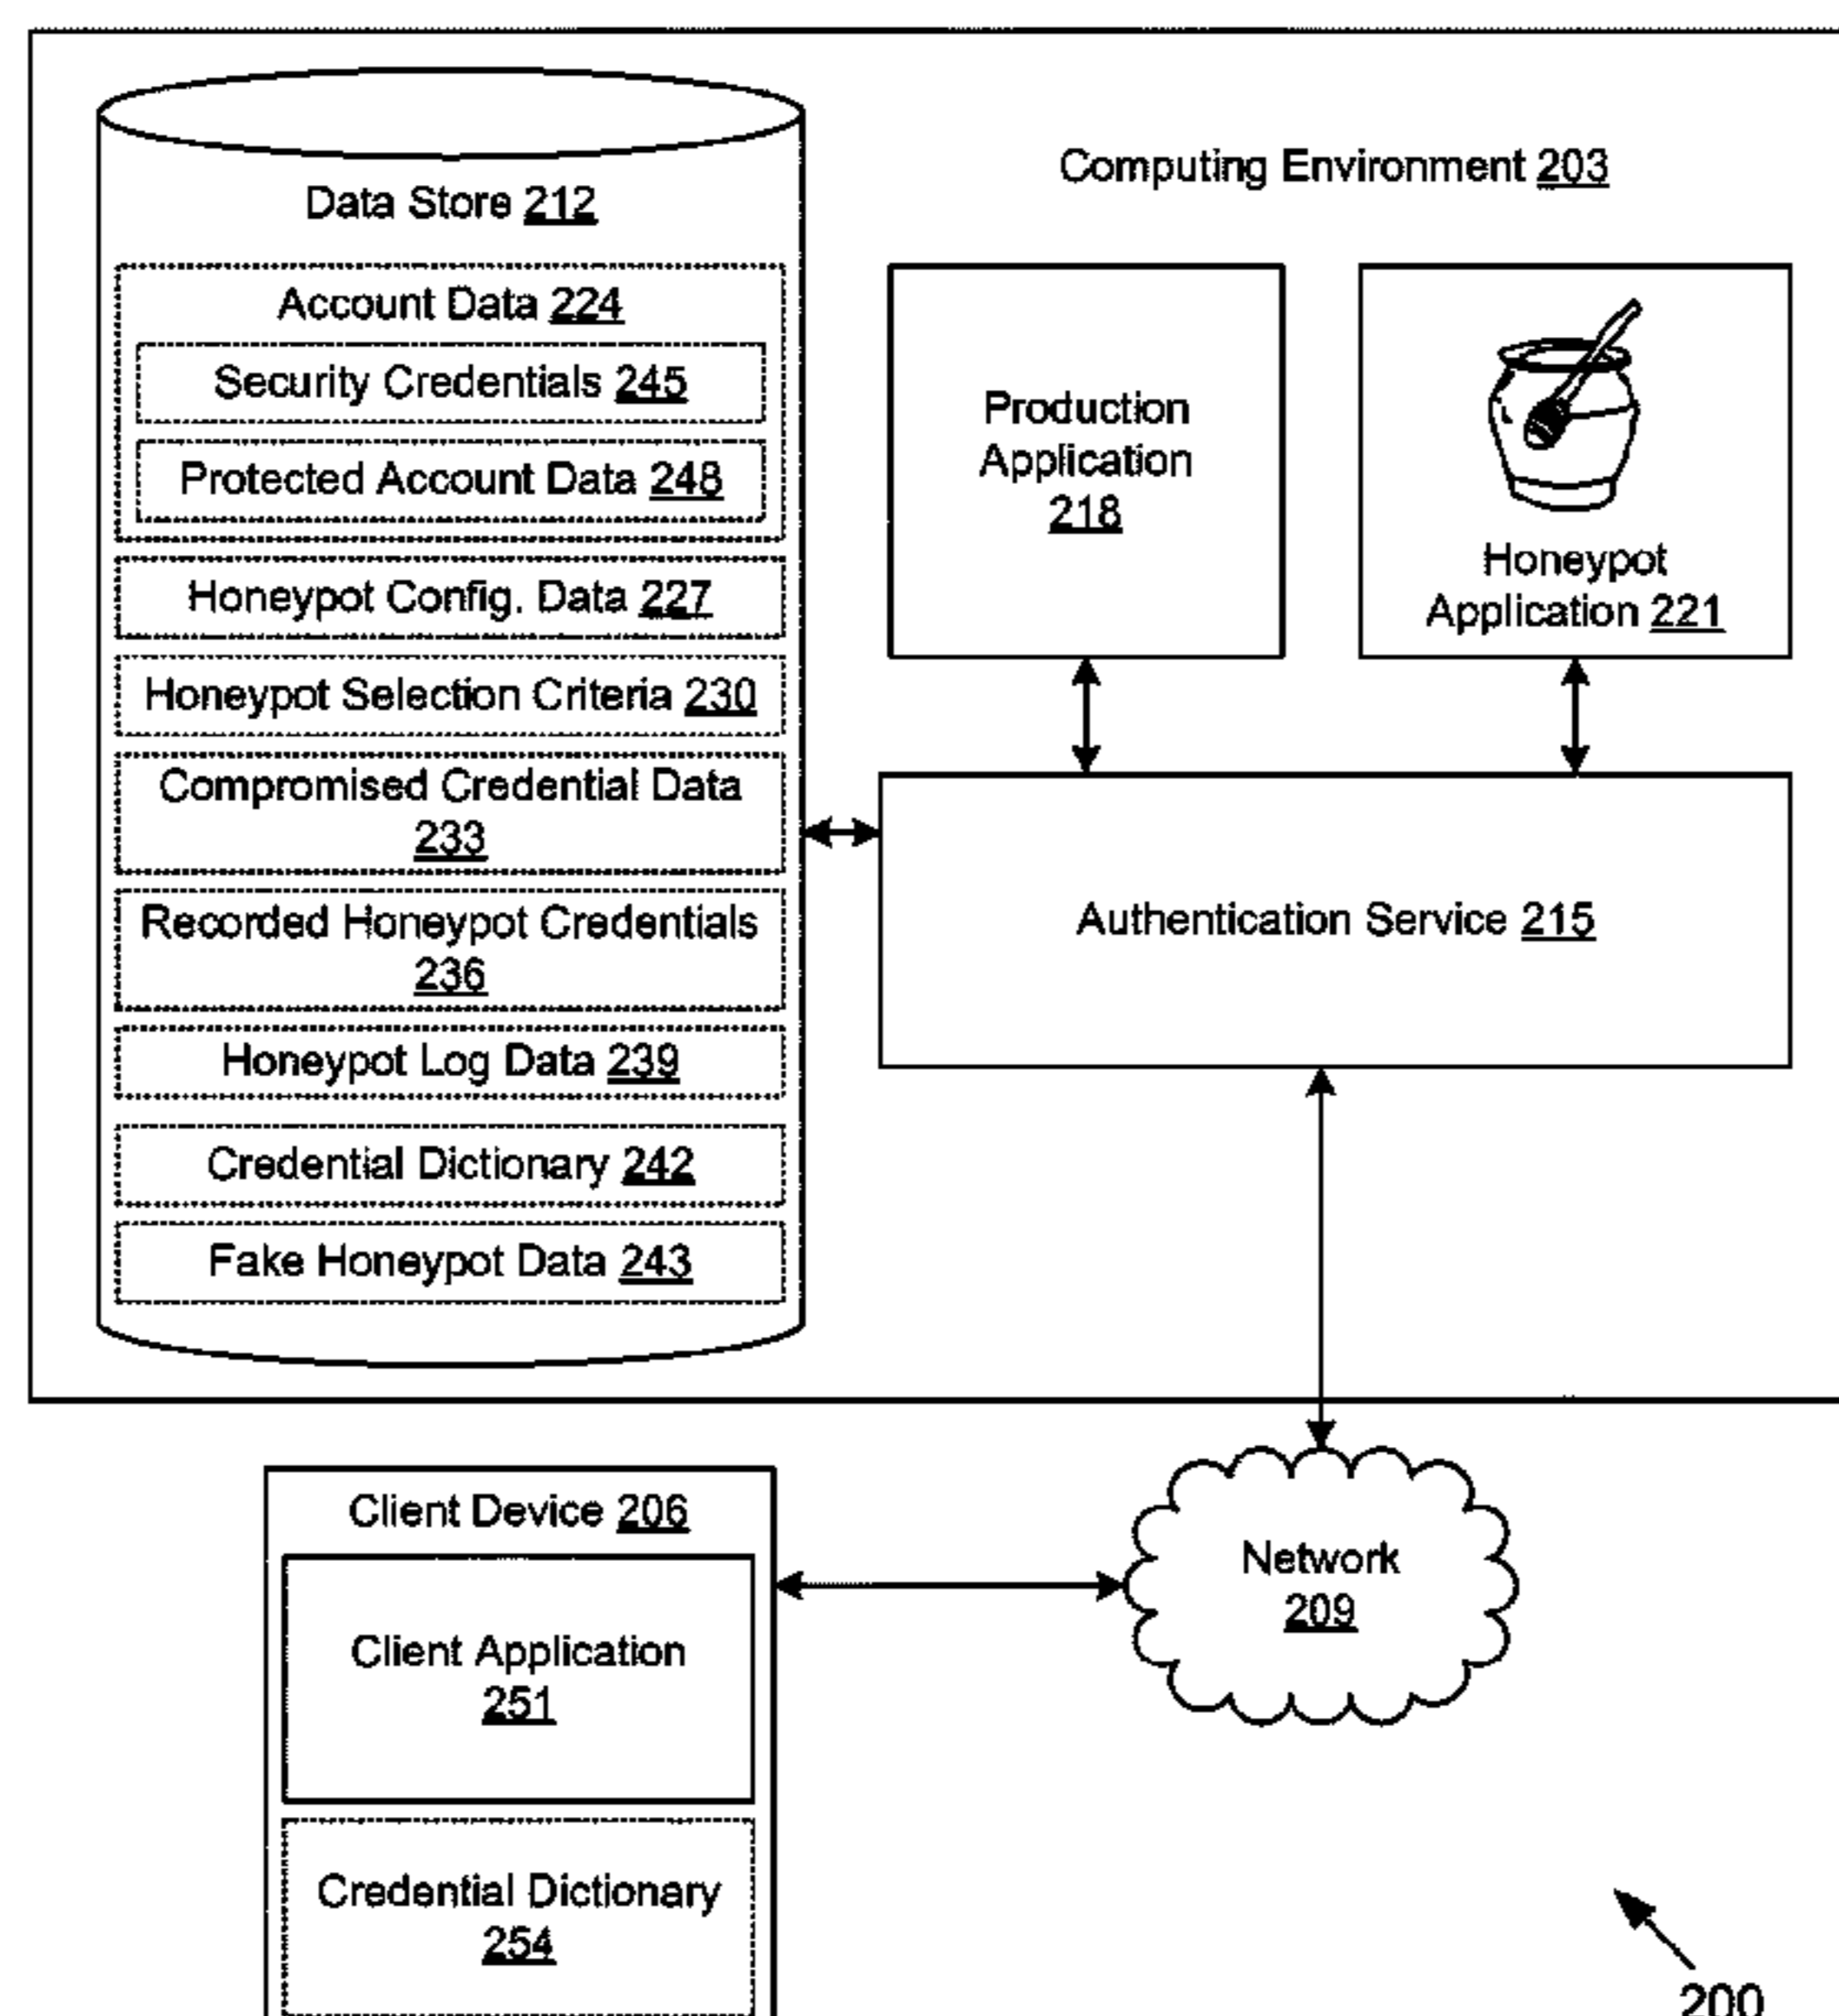 Computing Environment 203
Data Store 212
Account Data 224
Security Credentials 245
Protected Account Data 248
Honeypot Config. Data 227
Honeypot Selection Criteria 230
Compromised Credential Data
233
Recorded Honeypot Credentials
236
Honeypot Log Data 239
Credential Dictionary 242
Fake Honeypot Data 243
Production
Application
218
Honeypot
Application 221
Authentication Service 215
Client Device 206
Client Application
251
Credential Dictionary
254
Network
209
200